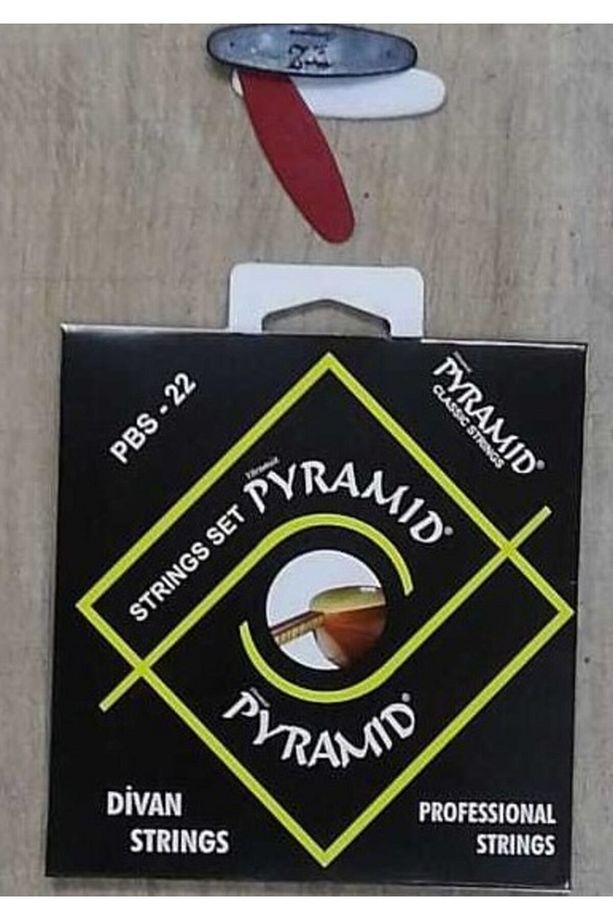 PBS - 22
PYRAMID®
CLASSIC STRINGS
STRINGS SET
PYRAMID®
PYRAMID®
DİVAN
STRINGS
PROFESSIONAL
STRINGS